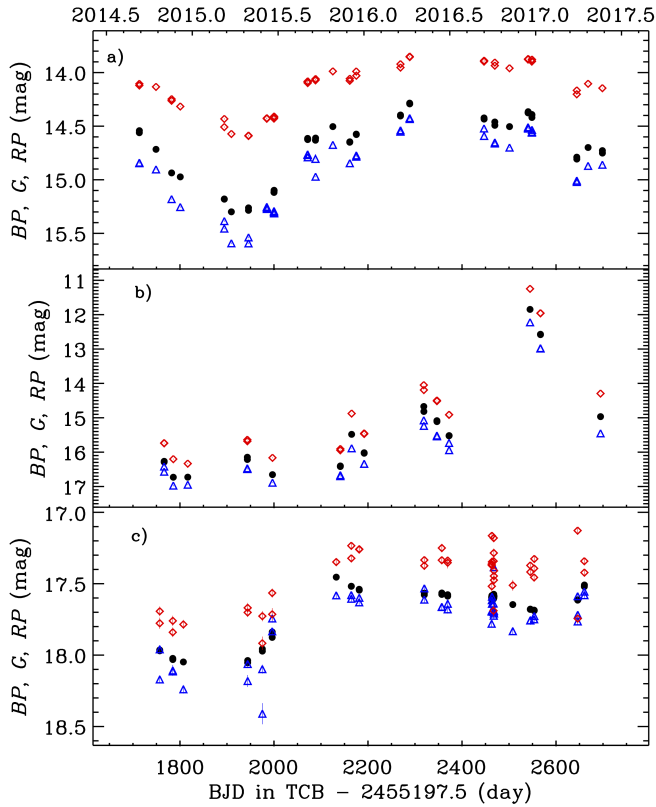 2014.5 2015.0 2015.5 2016.0 2016.5 2017.0 2017.5
a)
14.0
14.5
15.0
15.5
BP, G, RP (mag)
b)
11
12
13
14
15
16
17
BP, G, RP (mag)
c)
17.0
17.5
18.0
18.5
BP, G, RP (mag)
1800 2000 2200 2400 2600
BJD in TCB − 2455197.5 (day)